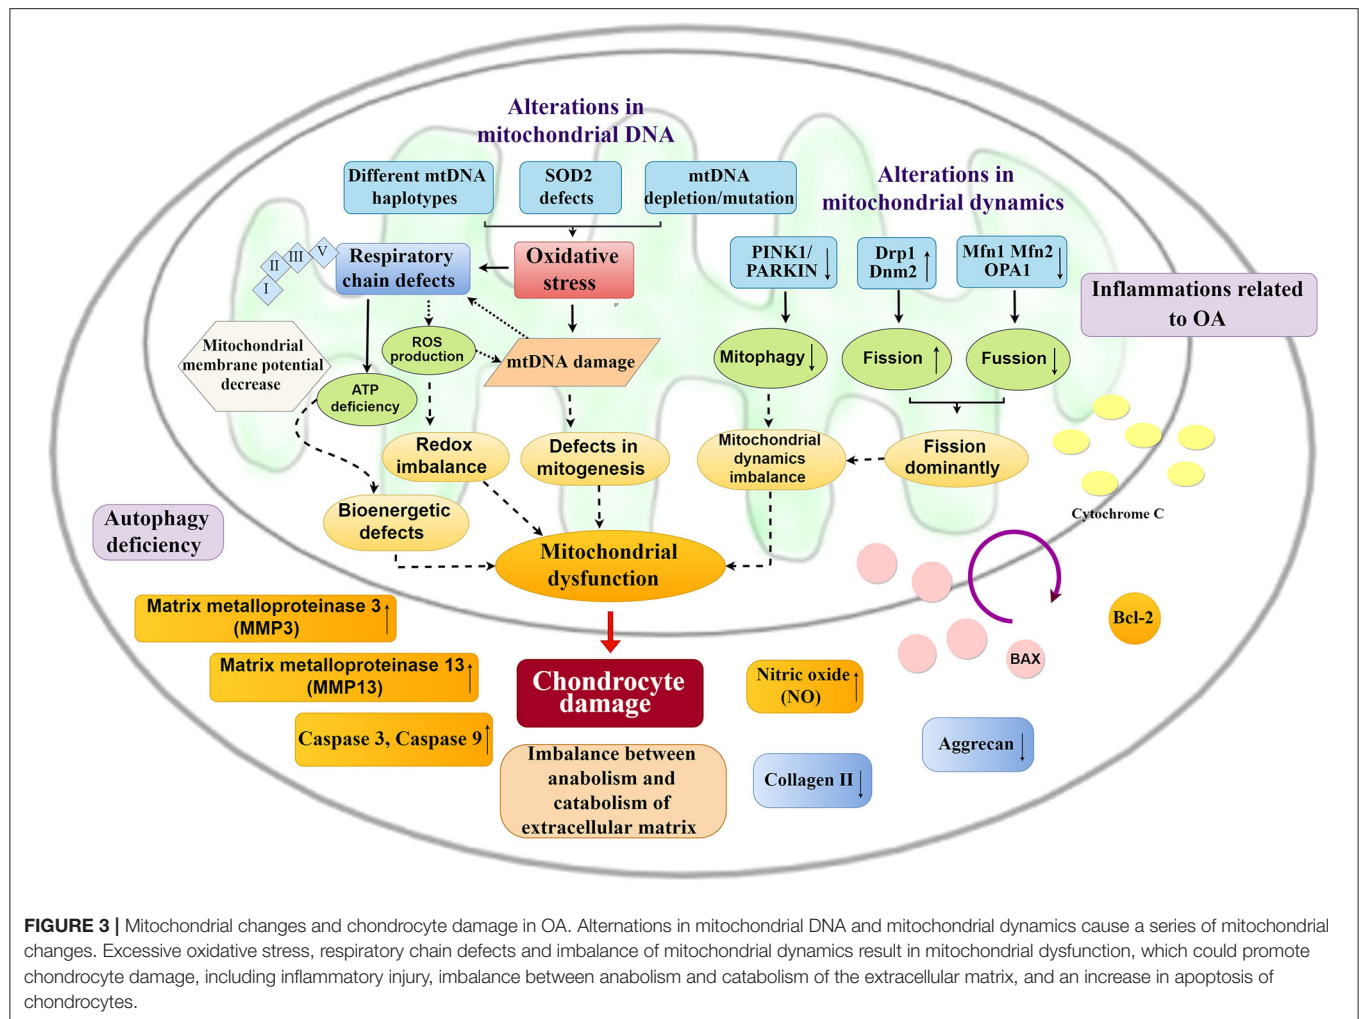 Alterations in
mitochondrial DNA
Different mtDNA
haplotypes
SOD2
defects
mtDNA
depletion/mutation
Alterations in
mitochondrial dynamics
I
II
III
V
Respiratory
chain defects
Oxidative
stress
PINK1/
PARKIN ↓
Drp1
Dnm2 ↑
Mfn1 Mfn2
OPA1 ↓
Inflammations related
to OA
Mitochondrial
membrane potential
decrease
ROS
production
mtDNA damage
Mitophagy ↓
Fission ↑
Fussion ↓
ATP
deficiency
Redox
imbalance
Defects in
mitogenesis
Mitochondrial
dynamics
imbalance
Fission
dominantly
Bioenergetic
defects
Cytochrome C
Autophagy
deficiency
Mitochondrial
dysfunction
Matrix metalloproteinase 3 ↑
(MMP3)
Matrix metalloproteinase 13 ↑
(MMP13)
Caspase 3, Caspase 9 ↑
Chondrocyte
damage
Nitric oxide ↑
(NO)
BAX
Bcl-2
Imbalance between
anabolism and
catabolism of
extracellular matrix
Collagen II ↓
Aggrecan ↓
FIGURE 3 | Mitochondrial changes and chondrocyte damage in OA. Alternations in mitochondrial DNA and mitochondrial dynamics cause a series of mitochondrial
changes. Excessive oxidative stress, respiratory chain defects and imbalance of mitochondrial dynamics result in mitochondrial dysfunction, which could promote
chondrocyte damage, including inflammatory injury, imbalance between anabolism and catabolism of the extracellular matrix, and an increase in apoptosis of
chondrocytes.